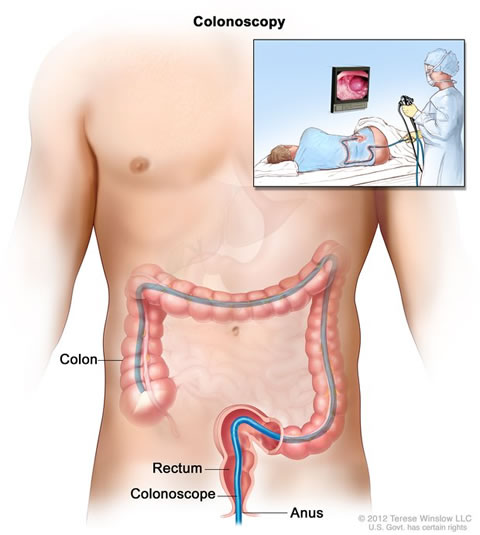 Colonoscopy
Colon
Rectum
Colonoscope
Anus
© 2012 Terese Winslow LLC
U.S. Govt. has certain rights